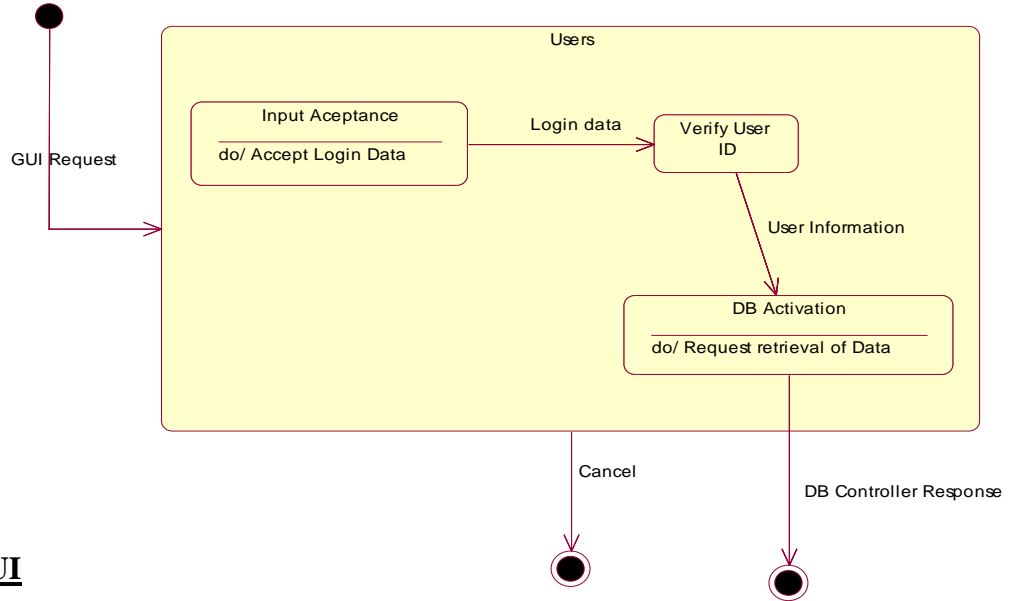 Users
Input Aceptance
do/ Accept Login Data
Login data
Verify User
ID
GUI Request
User Information
DB Activation
do/ Request retrieval of Data
Cancel
DB Controller Response
UI